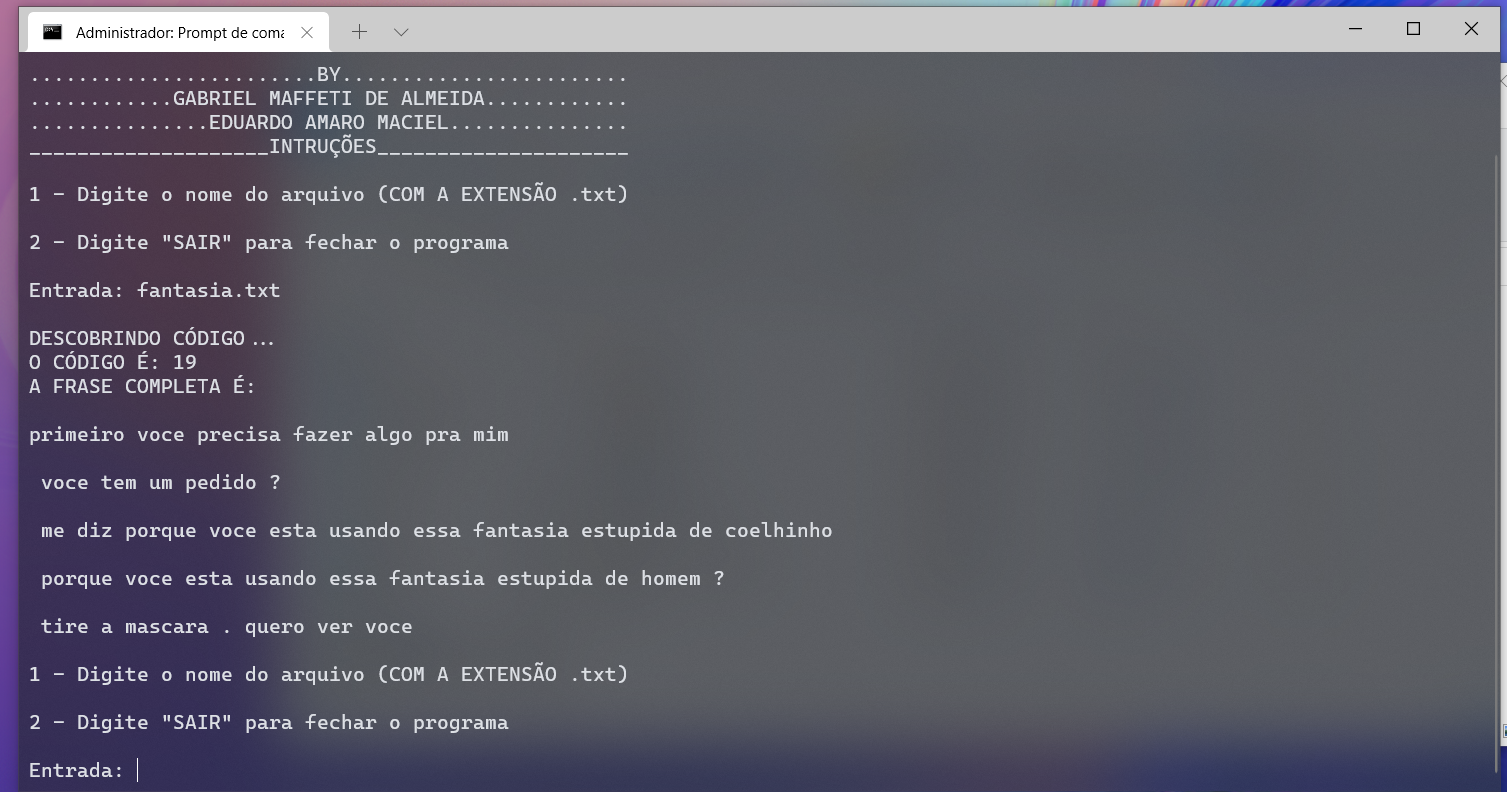 Administrador: Prompt de coma
........................BY........................
............GABRIEL MAFFETI DE ALMEIDA............
...............EDUARDO AMARO MACIEL...............
____________________INTRUÇÕES_____________________
1 - Digite o nome do arquivo (COM A EXTENSÃO .txt)
2 - Digite "SAIR" para fechar o programa
Entrada: fantasia.txt
DESCOBRINDO CÓDIGO...
O CÓDIGO É: 19
A FRASE COMPLETA É:
primeiro voce precisa fazer algo pra mim
voce tem um pedido ?
me diz porque voce esta usando essa fantasia estupida de coelhinho
porque voce esta usando essa fantasia estupida de homem ?
tire a mascara . quero ver voce
1 - Digite o nome do arquivo (COM A EXTENSÃO .txt)
2 - Digite "SAIR" para fechar o programa
Entrada: